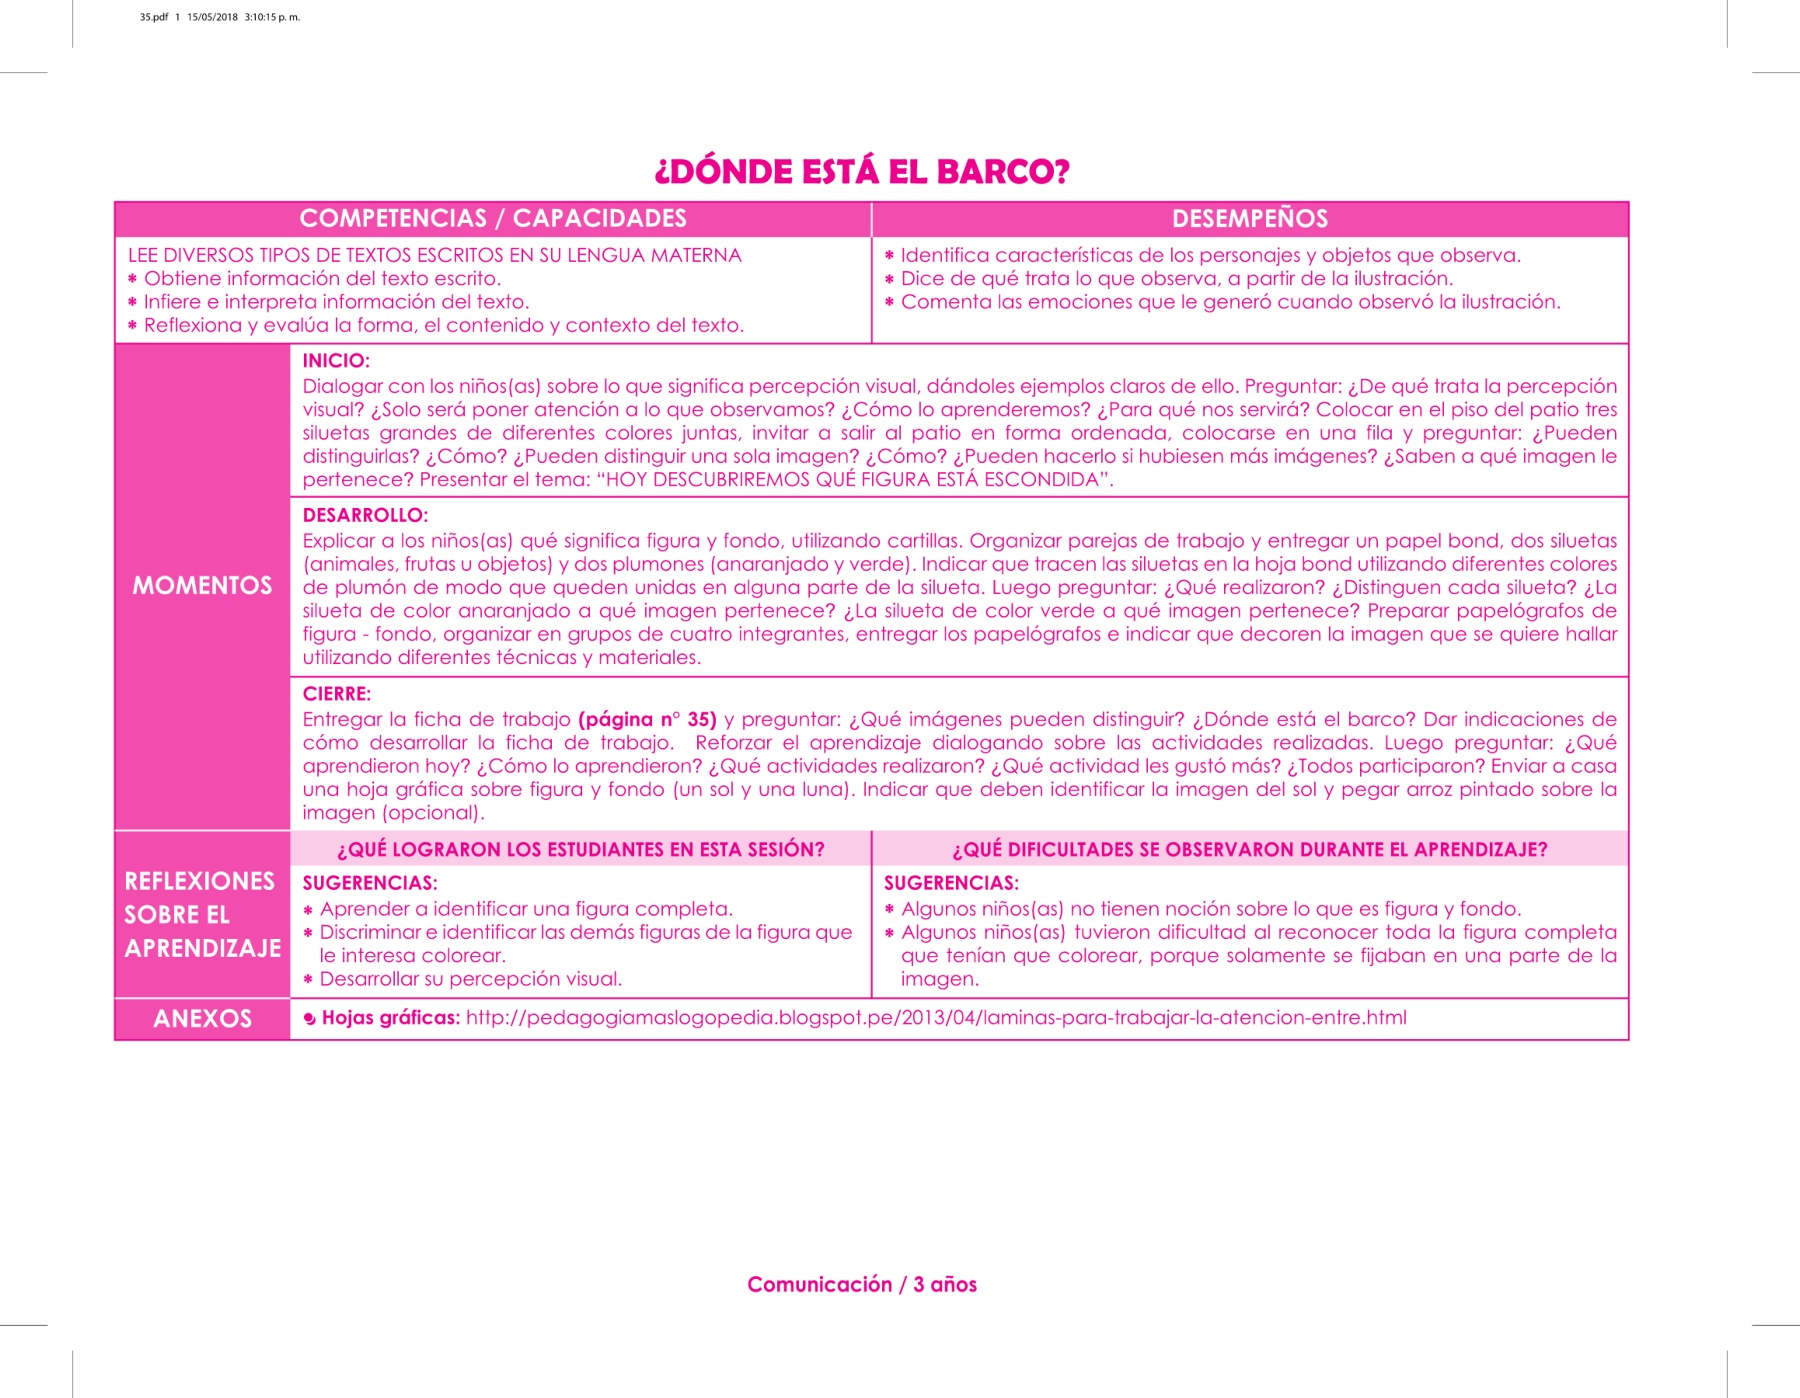 35.pdf 1 15/05/2018 3:10:15 p. m.
¿DÓNDE ESTÁ EL BARCO?
COMPETENCIAS / CAPACIDADES
DESEMPEÑOS
LEE DIVERSOS TIPOS DE TEXTOS ESCRITOS EN SU LENGUA MATERNA
* Obtiene información del texto escrito.
* Infiere e interpreta información del texto.
* Reflexiona y evalúa la forma, el contenido y contexto del texto.
* Identifica características de los personajes y objetos que observa.
* Dice de qué trata lo que observa, a partir de la ilustración.
* Comenta las emociones que le generó cuando observó la ilustración.
MOMENTOS
INICIO:
Dialogar con los niños(as) sobre lo que significa percepción visual, dándoles ejemplos claros de ello. Preguntar: ¿De qué trata la percepción
visual? ¿Solo será poner atención a lo que observamos? ¿Cómo lo aprenderemos? ¿Para qué nos servirá? Colocar en el piso del patio tres
siluetas grandes de diferentes colores juntas, invitar a salir al patio en forma ordenada, colocarse en una fila y preguntar: ¿Pueden
distinguirlas? ¿Cómo? ¿Pueden distinguir una sola imagen? ¿Cómo? ¿Pueden hacerlo si hubiesen más imágenes? ¿Saben a qué imagen le
pertenece? Presentar el tema: “HOY DESCUBRIREMOS QUÉ FIGURA ESTÁ ESCONDIDA”.
DESARROLLO:
Explicar a los niños(as) qué significa figura y fondo, utilizando cartillas. Organizar parejas de trabajo y entregar un papel bond, dos siluetas
(animales, frutas u objetos) y dos plumones (anaranjado y verde). Indicar que tracen las siluetas en la hoja bond utilizando diferentes colores
de plumón de modo que queden unidas en alguna parte de la silueta. Luego preguntar: ¿Qué realizaron? ¿Distinguen cada silueta? ¿La
silueta de color anaranjado a qué imagen pertenece? ¿La silueta de color verde a qué imagen pertenece? Preparar papelógrafos de
figura - fondo, organizar en grupos de cuatro integrantes, entregar los papelógrafos e indicar que decoren la imagen que se quiere hallar
utilizando diferentes técnicas y materiales.
CIERRE:
Entregar la ficha de trabajo (página n° 35) y preguntar: ¿Qué imágenes pueden distinguir? ¿Dónde está el barco? Dar indicaciones de
cómo desarrollar la ficha de trabajo. Reforzar el aprendizaje dialogando sobre las actividades realizadas. Luego preguntar: ¿Qué
aprendieron hoy? ¿Cómo lo aprendieron? ¿Qué actividades realizaron? ¿Qué actividad les gustó más? ¿Todos participaron? Enviar a casa
una hoja gráfica sobre figura y fondo (un sol y una luna). Indicar que deben identificar la imagen del sol y pegar arroz pintado sobre la
imagen (opcional).
REFLEXIONES
SOBRE EL
APRENDIZAJE
¿QUÉ LOGRARON LOS ESTUDIANTES EN ESTA SESIÓN?
SUGERENCIAS:
* Aprender a identificar una figura completa.
* Discriminar e identificar las demás figuras de la figura que
le interesa colorear.
* Desarrollar su percepción visual.
¿QUÉ DIFICULTADES SE OBSERVARON DURANTE EL APRENDIZAJE?
SUGERENCIAS:
* Algunos niños(as) no tienen noción sobre lo que es figura y fondo.
* Algunos niños(as) tuvieron dificultad al reconocer toda la figura completa
que tenían que colorear, porque solamente se fijaban en una parte de la
imagen.
ANEXOS
Hojas gráficas: http://pedagogiamaslogopedia.blogspot.pe/2013/04/laminas-para-trabajar-la-atencion-entre.html
Comunicación / 3 años